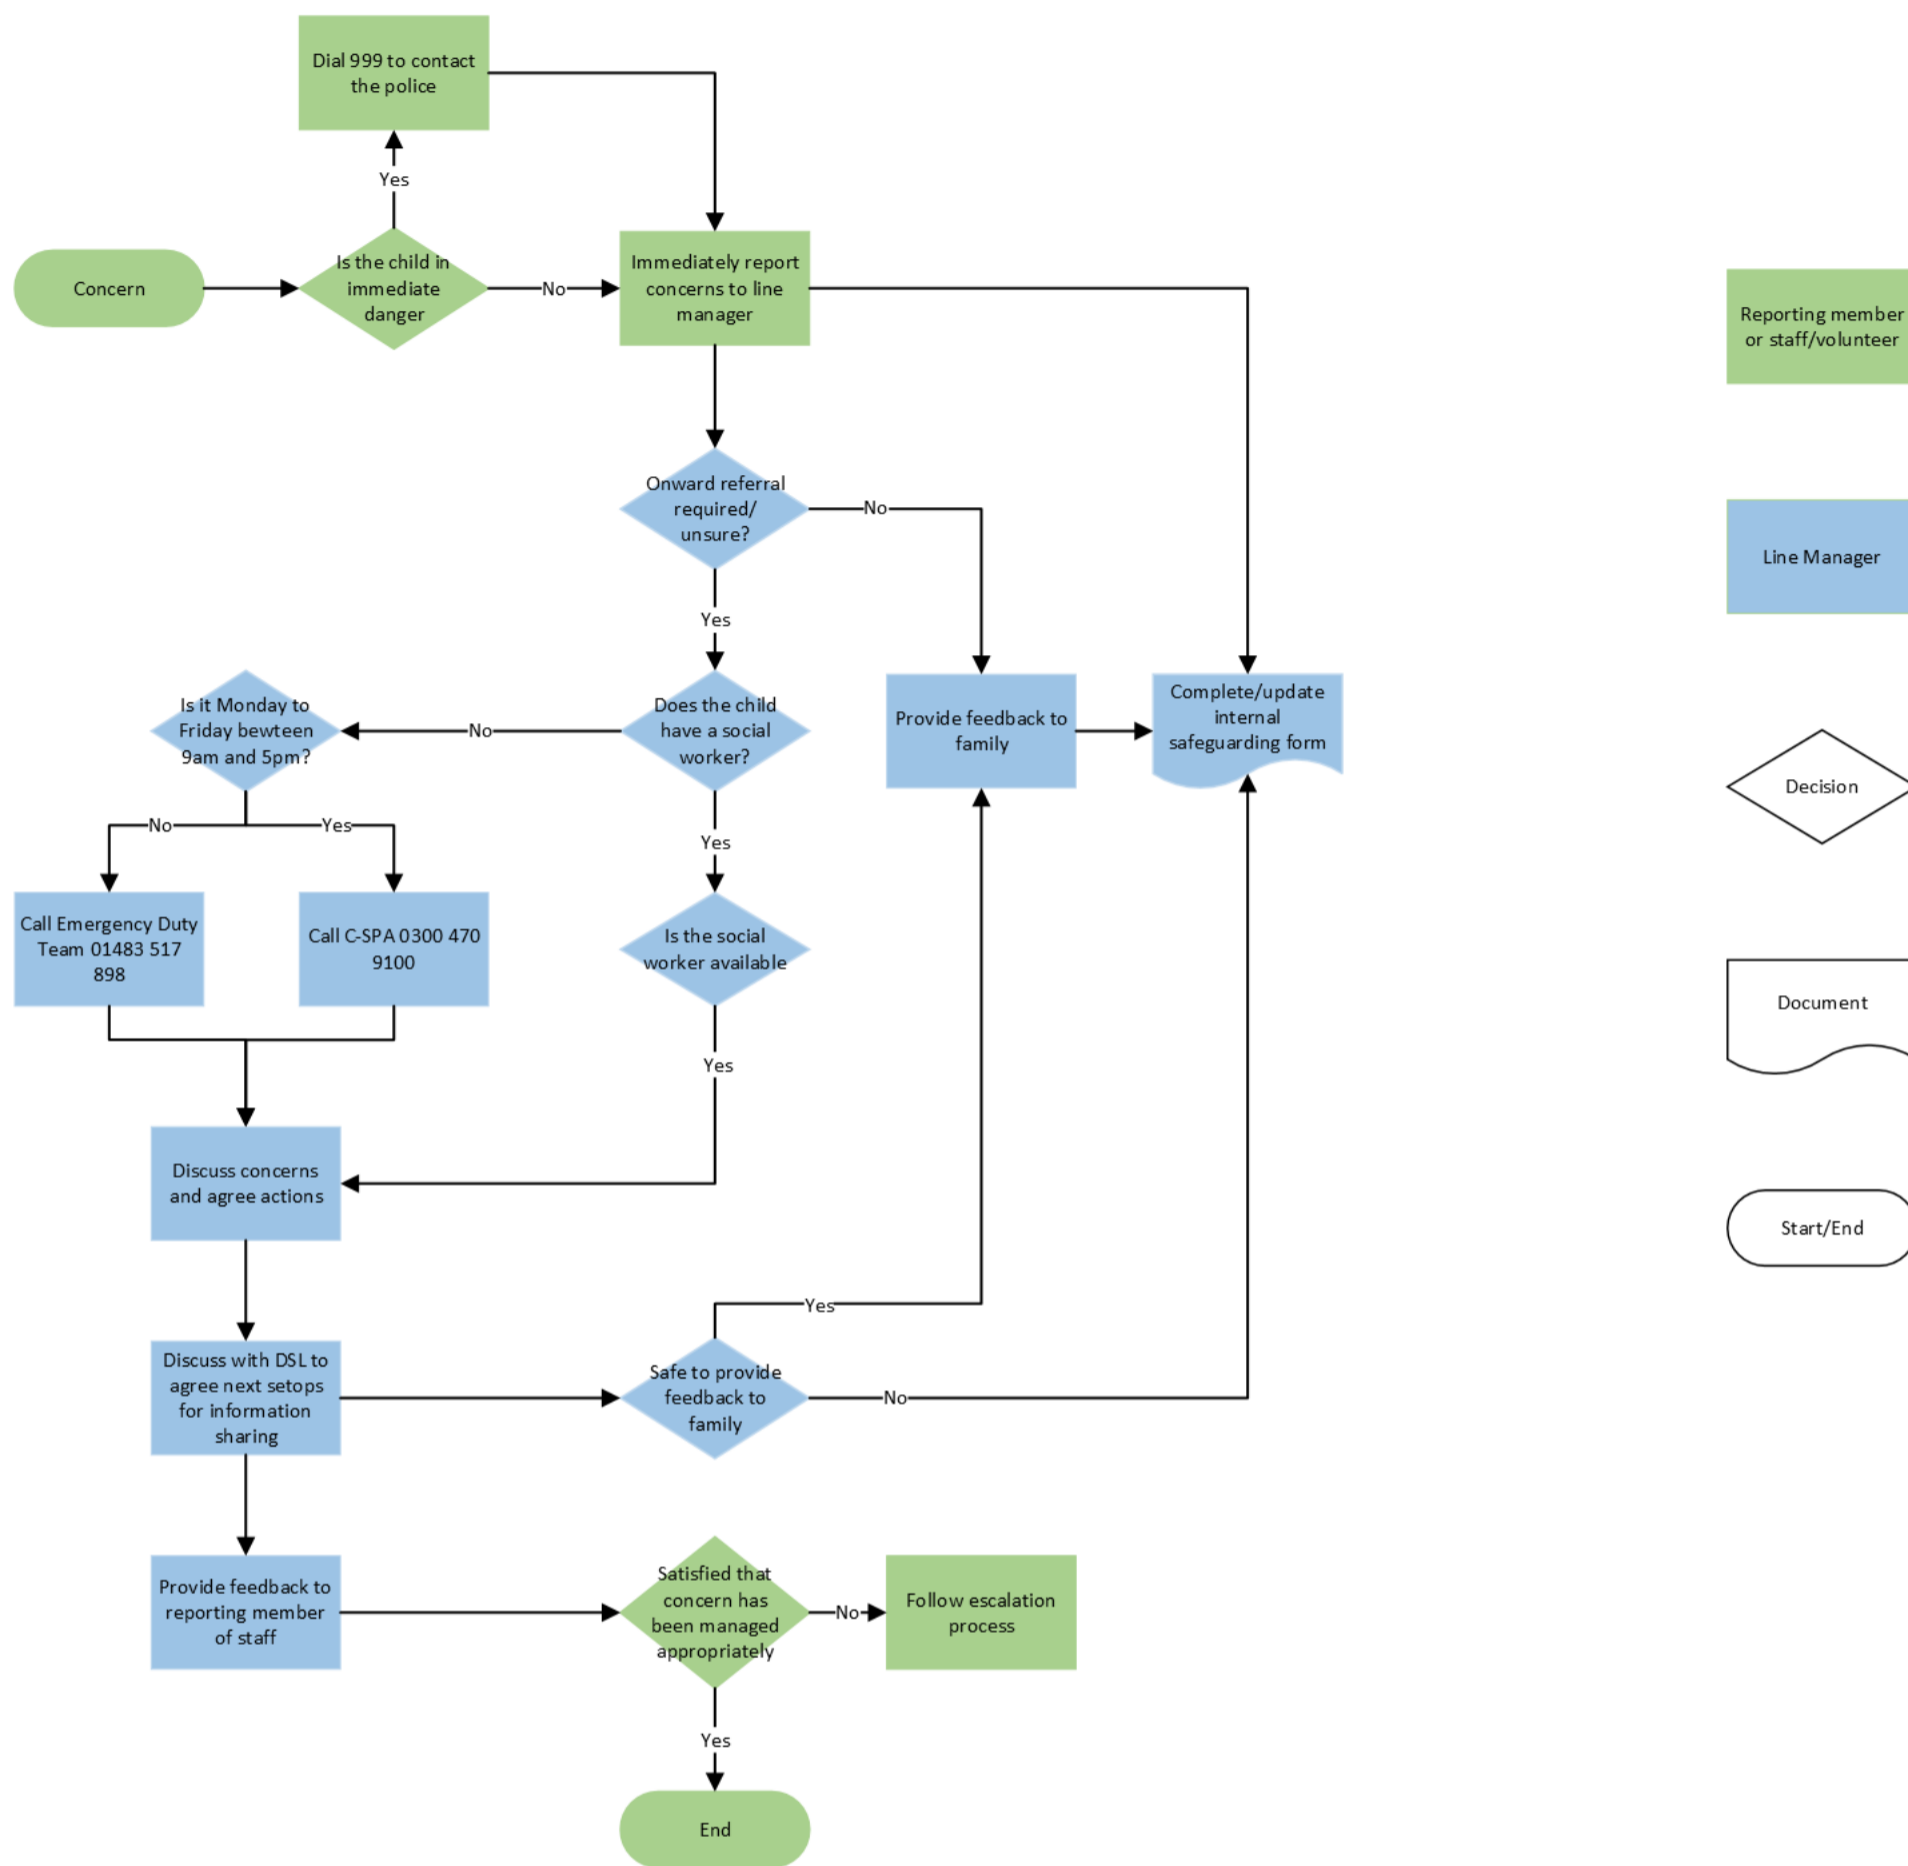 Dial 999 to contact
the police
Yes
Concern
Is the child in
immediate
danger
No
Immediately report
concerns to line
manager
Reporting member
or staff/volunteer
Onward referral
required/
unsure?
No
Line Manager
Yes
Is it Monday to
Friday bewteen
9am and 5pm?
No
Does the child
have a social
worker?
Provide feedback to
family
Complete/update
internal
safeguarding form
Decision
No
Yes
Yes
Call Emergency Duty
Team 01483 517
898
Call C-SPA 0300 470
9100
Is the social
worker available
Document
Yes
Discuss concerns
and agree actions
Start/End
Yes
Discuss with DSL to
agree next setops
for information
sharing
Safe to provide
feedback to
family
No
Provide feedback to
reporting member
of staff
Satisfied that
concern has
been managed
appropriately
No
Follow escalation
process
Yes
End